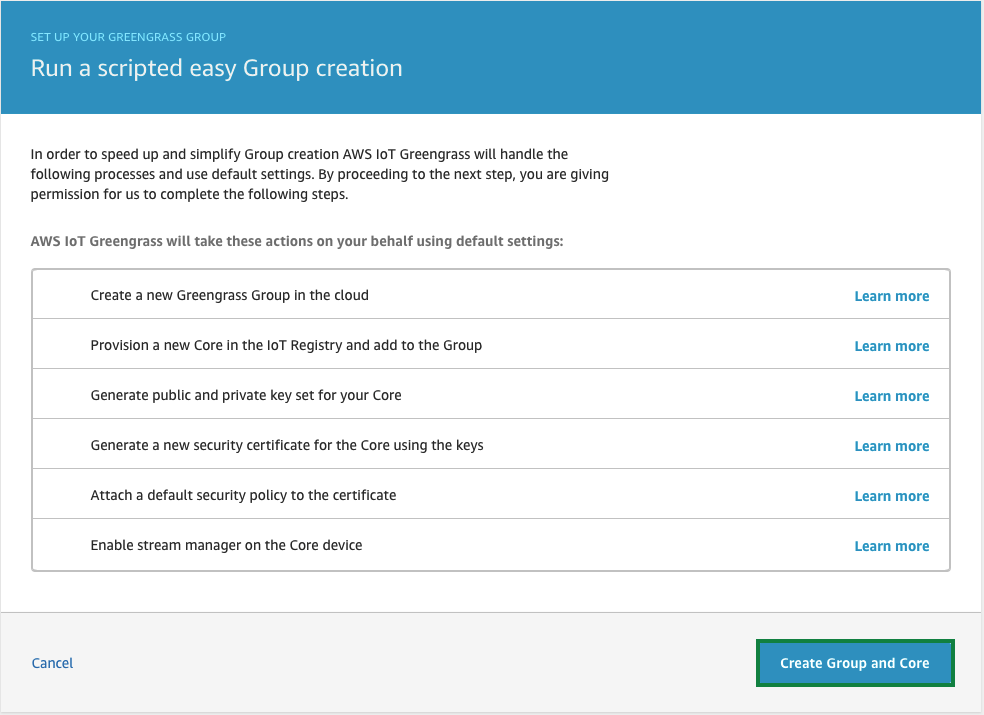 SET UP YOUR GREENGRASS GROUP
Run a scripted easy Group creation
In order to speed up and simplify Group creation AWS IoT Greengrass will handle the
following processes and use default settings. By proceeding to the next step, you are giving
permission for us to complete the following steps.
AWS IoT Greengrass will take these actions on your behalf using default settings:
Create a new Greengrass Group in the cloud Learn more
Provision a new Core in the IoT Registry and add to the Group Learn more
Generate public and private key set for your Core Learn more
Generate a new security certificate for the Core using the keys Learn more
Attach a default security policy to the certificate Learn more
Enable stream manager on the Core device Learn more
Cancel Create Group and Core